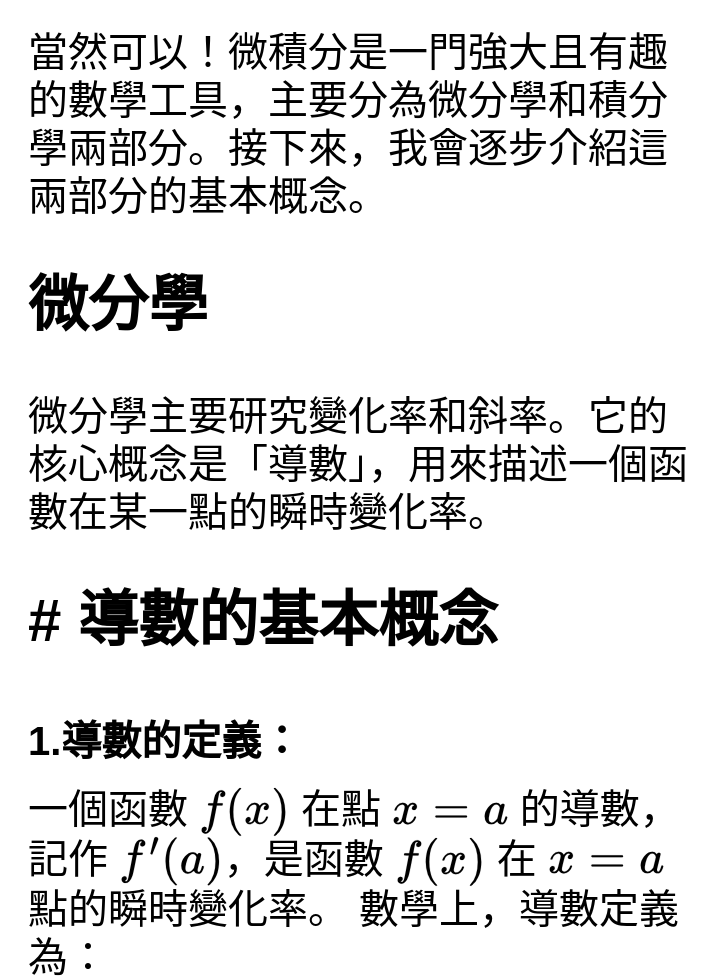 當然可以！微積分是一門強大且有趣
的數學工具，主要分為微分學和積分
學兩部分。接下來，我會逐步介紹這
兩部分的基本概念。
微分學
微分學主要研究變化率和斜率。它的
核心概念是「導數」，用來描述一個函
數在某一點的瞬時變化率。
# 導數的基本概念
1.導數的定義：
一個函數 f(x) 在點 x = a 的導數，
記作 f′(a)，是函數 f(x) 在 x = a
點的瞬時變化率。 數學上，導數定義
為：